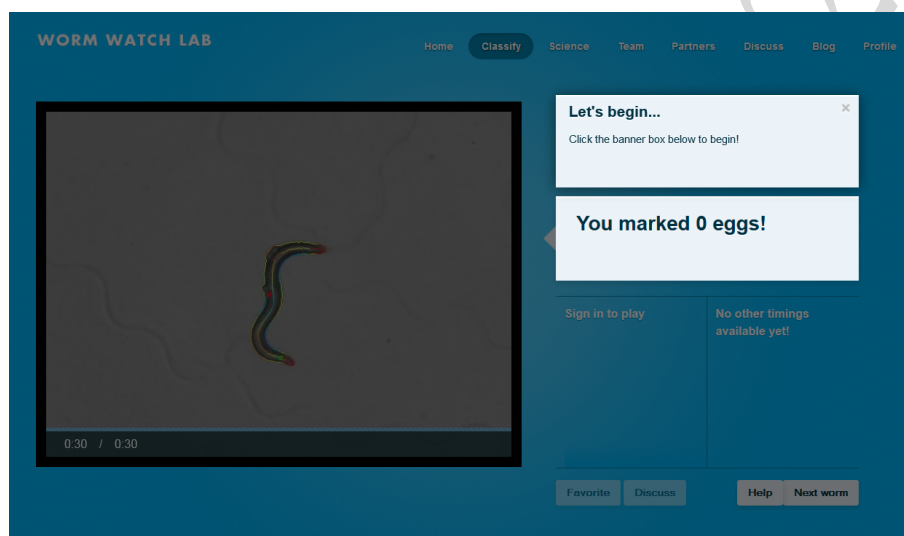 WORM WATCH LAB
Home Classify Science Team Partners Discuss Blog Profile
Let's begin... ×
Click the banner box below to begin!
You marked 0 eggs!
Sign in to play
No other timings
available yet!
0:30 / 0:30
Favorite Discuss Help Next worm